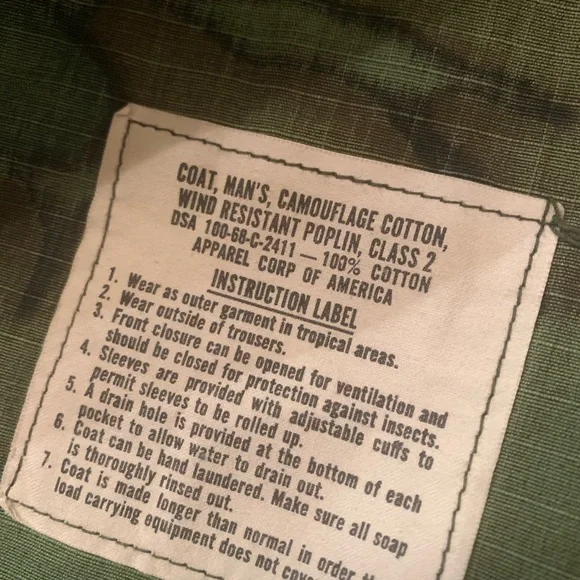 COAT, MAN'S, CAMOUFLAGE COTTON,
WIND RESISTANT POPLIN, CLASS 2
DSA 100-68-C-2411 — 100% COTTON
APPAREL CORP OF AMERICA
INSTRUCTION LABEL
1. Wear as outer garment in tropical areas.
2. Wear outside of trousers.
3. Front closure can be opened for ventilation and
should be closed for protection against insects.
4. Sleeves are provided with adjustable cuffs to
permit sleeves to be rolled up.
5. A drain hole is provided at the bottom of each
pocket to allow water to drain out.
6. Coat can be hand laundered. Make sure all soap
is thoroughly rinsed out.
7. Coat is made longer than normal in order
load carrying equipment does not